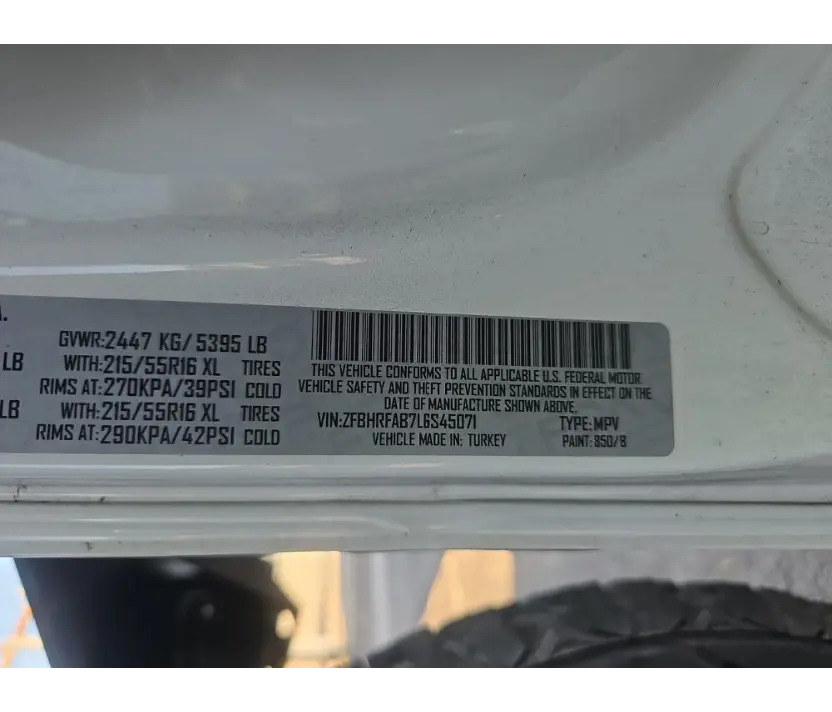 GVWR:2447 KG/5395 LB
LB WITH:215/55R16 XL TIRES
RIMS AT:270KPA/39PSI COLD
LB WITH:215/55R16 XL TIRES
RIMS AT:290KPA/42PSI COLD
THIS VEHICLE CONFORMS TO ALL APPLICABLE U.S. FEDERAL MOTOR
VEHICLE SAFETY AND THEFT PREVENTION STANDARDS IN EFFECT ON THE
DATE OF MANUFACTURE SHOWN ABOVE.
VIN:ZFBHRFAB7L6S45071 TYPE:MPV
VEHICLE MADE IN: TURKEY PAINT: 850/B